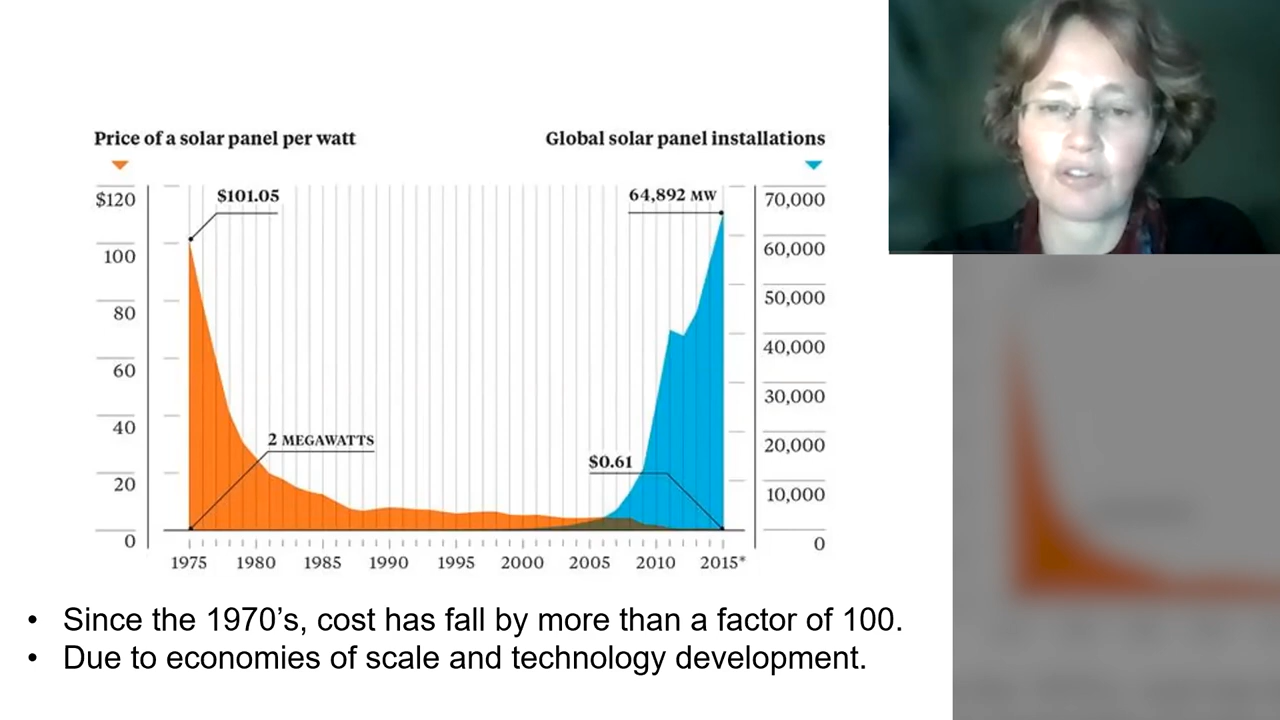 Price of a solar panel per watt
Global solar panel installations
$120
100
80
60
40
20
0
$101.05
2 MEGAWATTS
64,892 MW
$0.61
70,000
60,000
50,000
40,000
30,000
20,000
10,000
0
1975 1980 1985 1990 1995 2000 2005 2010 2015*
• Since the 1970’s, cost has fall by more than a factor of 100.
• Due to economies of scale and technology development.